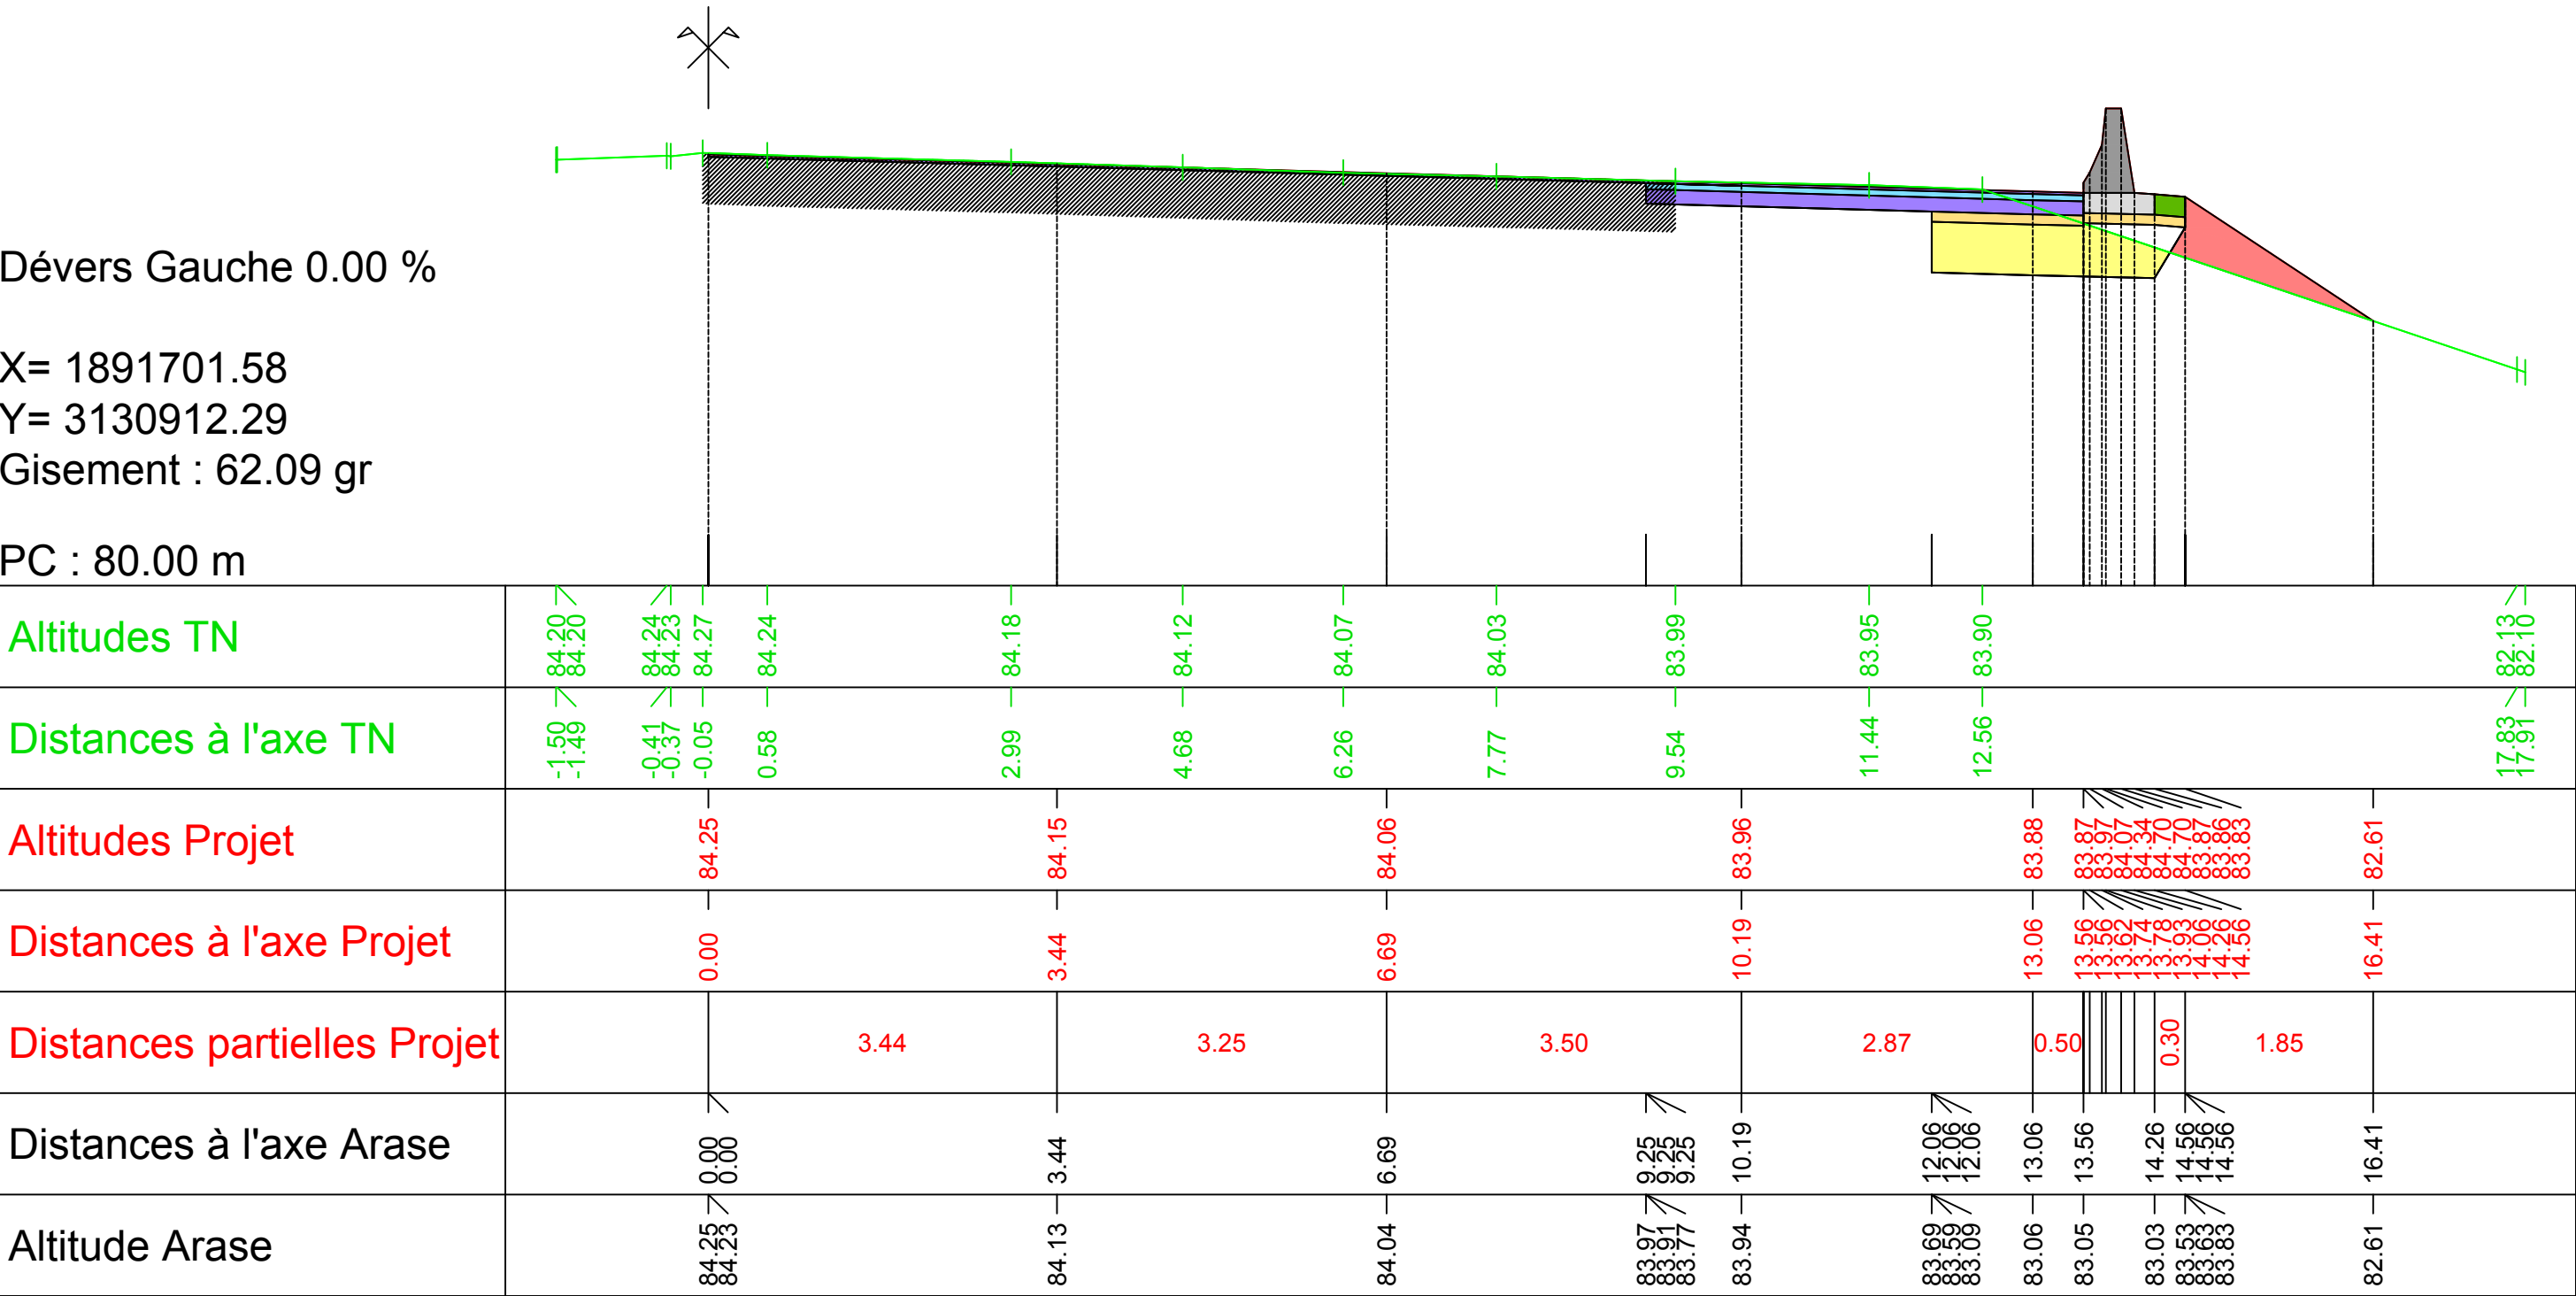 Dévers Gauche 0.00 %
X= 1891701.58
Y= 3130912.29
Gisement : 62.09 gr
PC : 80.00 m
Altitudes TN 84.20 84.20 84.24 84.23 84.27 84.24 84.18 84.12 84.07 84.03 83.99 83.95 83.90 82.13 82.10
Distances à l'axe TN -1.50 -1.49 -0.41 -0.37 -0.05 0.58 2.99 4.68 6.26 7.77 9.54 11.44 12.56 17.83 17.91
Altitudes Projet 84.25 84.15 84.06 83.96 83.88 83.87 83.97 84.07 84.34 84.70 84.70 83.87 83.86 83.83 82.61
Distances à l'axe Projet 0.00 3.44 6.69 10.19 13.06 13.56 13.56 13.62 13.74 13.78 13.93 14.06 14.26 14.56 16.41
Distances partielles Projet 3.44 3.25 3.50 2.87 0.50 0.30 1.85
Distances à l'axe Arase 0.00 0.00 3.44 6.69 9.25 9.25 9.25 10.19 12.06 12.06 12.06 13.06 13.56 14.26 14.56 14.56 14.56 16.41
Altitude Arase 84.25 84.23 84.13 84.04 83.97 83.91 83.77 83.94 83.69 83.59 83.09 83.06 83.05 83.03 83.53 83.63 83.83 82.61